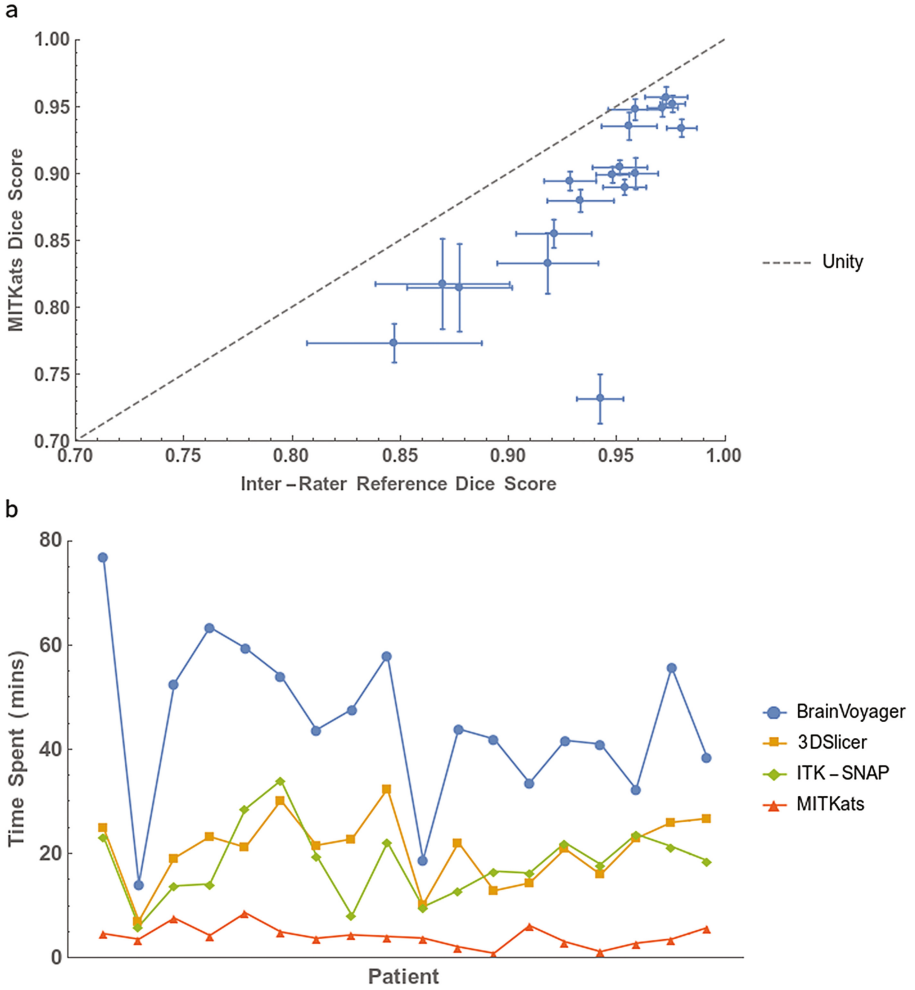 a
1.00
0.95
0.90
0.85
0.80
0.75
0.70
MITKats Dice Score
0.70 0.75 0.80 0.85 0.90 0.95 1.00
Inter-Rater Reference Dice Score
Unity
b
80
60
40
20
0
Time Spent (mins)
Patient
BrainVoyager
3DSlicer
ITK-SNAP
MITKats